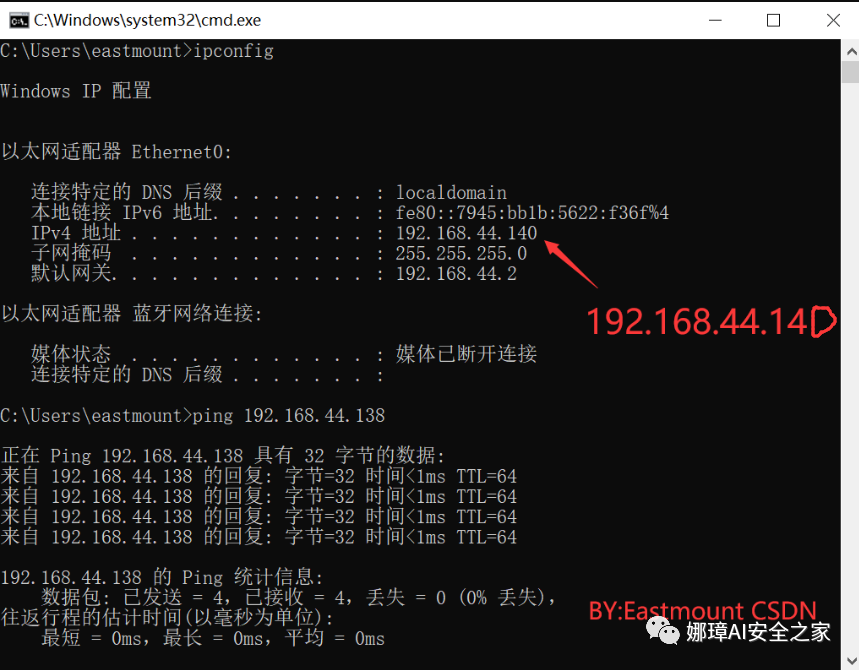 C:\Windows\system32\cmd.exe
C:\Users\eastmount>ipconfig
Windows IP 配置
以太网适配器 Ethernet0:
连接特定的 DNS 后缀 . . . . . . . : localdomain
本地链接 IPv6 地址. . . . . . . . : fe80::7945:bb1b:5622:f36f%4
IPv4 地址 . . . . . . . . . . . . : 192.168.44.140
子网掩码 . . . . . . . . . . . . : 255.255.255.0
默认网关. . . . . . . . . . . . . : 192.168.44.2
192.168.44.140
以太网适配器 蓝牙网络连接:
媒体状态 . . . . . . . . . . . . : 媒体已断开连接
连接特定的 DNS 后缀 . . . . . . . :
C:\Users\eastmount>ping 192.168.44.138
正在 Ping 192.168.44.138 具有 32 字节的数据:
来自 192.168.44.138 的回复: 字节=32 时间<1ms TTL=64
来自 192.168.44.138 的回复: 字节=32 时间<1ms TTL=64
来自 192.168.44.138 的回复: 字节=32 时间<1ms TTL=64
来自 192.168.44.138 的回复: 字节=32 时间<1ms TTL=64
192.168.44.138 的 Ping 统计信息:
数据包: 已发送 = 4，已接收 = 4，丢失 = 0 (0% 丢失)，
往返行程的估计时间(以毫秒为单位):
最短 = 0ms，最长 = 0ms，平均 = 0ms
BY:Eastmount CSDN
娜璋AI安全之家